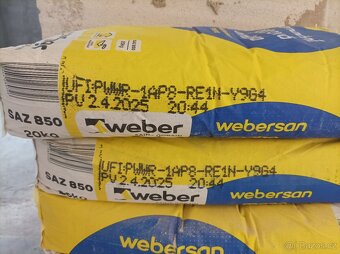 UFI:PWWR-1AP8-RE1N-Y9G4
PV 2.4.2025 20:44
SAZ 850
20KG
weber
webersan
UFI:PWWR-1AP8-RE1N-Y9G4
PV 2.4.2025 20:44
SAZ 850
weber
webersan
weber
webersan